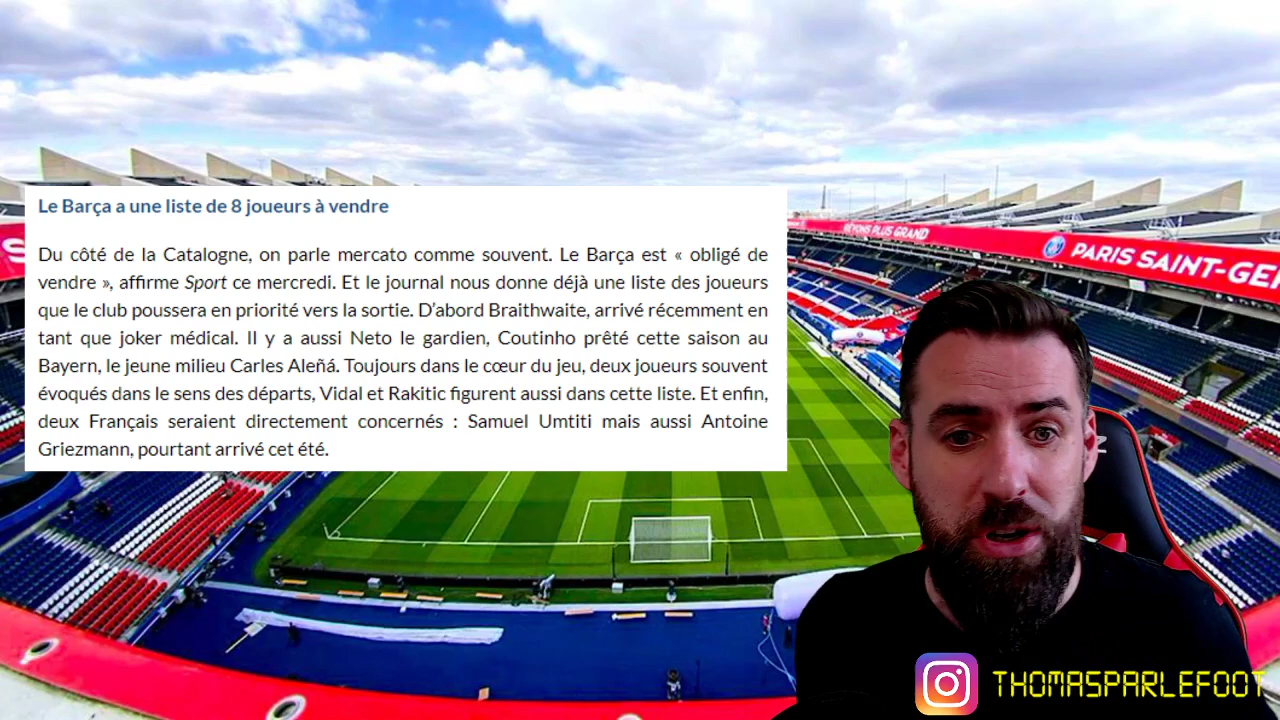 Le Barça a une liste de 8 joueurs à vendre
Du côté de la Catalogne, on parle mercato comme souvent. Le Barça est « obligé de
vendre », affirme Sport ce mercredi. Et le journal nous donne déjà une liste des joueurs
que le club poussera en priorité vers la sortie. D’abord Braithwaite, arrivé récemment en
tant que joker médical. Il y a aussi Neto le gardien, Coutinho prêté cette saison au
Bayern, le jeune milieu Carles Aleñá. Toujours dans le cœur du jeu, deux joueurs souvent
évoqués dans le sens des départs, Vidal et Rakitic figurent aussi dans cette liste. Et enfin,
deux Français seraient directement concernés : Samuel Umtiti mais aussi Antoine
Griezmann, pourtant arrivé cet été.
RÊVONS PLUS GRAND
PARIS SAINT-GE
THOMASPARLEFOOT